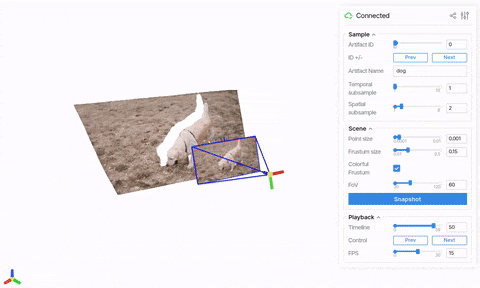 Connected
Sample
Artifact ID 0
ID +/- Prev Next
Artifact Name dog
Temporal subsample 1
Spatial subsample 2
Scene
Point size 0.001
Frustum size 0.15
Colorful Frustum
FoV 60
Snapshot
Playback
Timeline 50
Control Prev Next
FPS 15